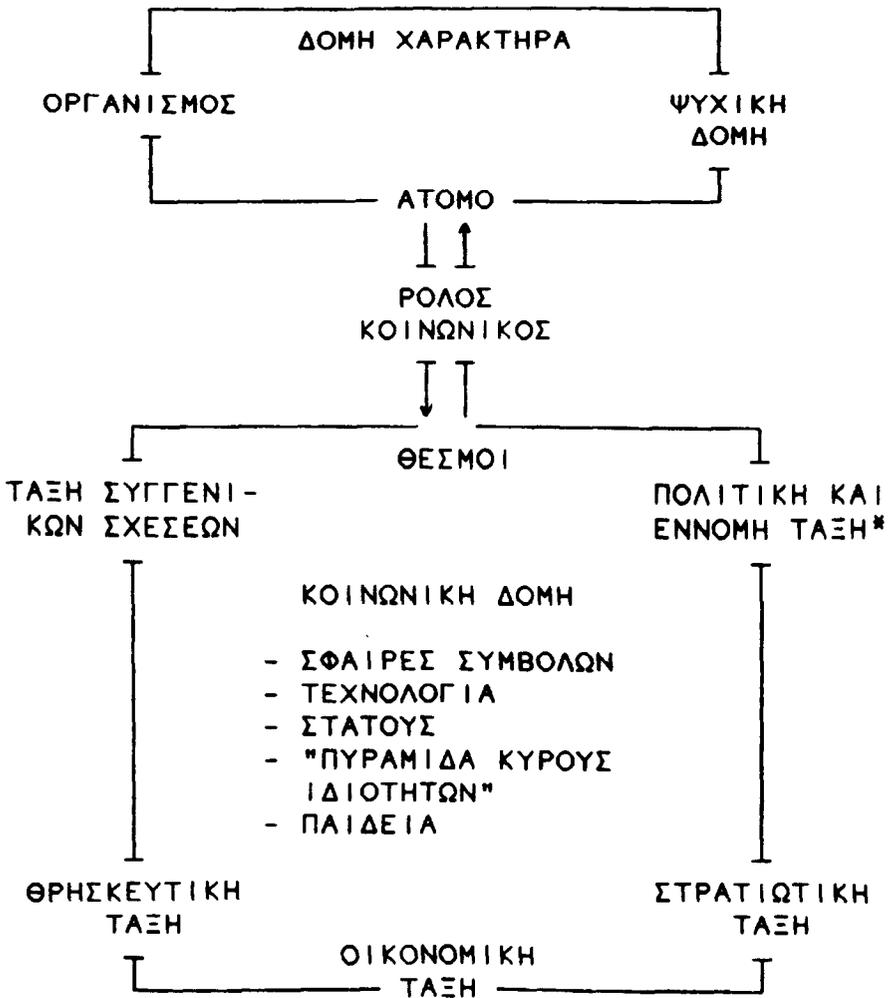 ΔΟΜΗ ΧΑΡΑΚΤΗΡΑ
ΟΡΓΑΝΙΣΜΟΣ
ΨΥΧΙΚΗ
ΔΟΜΗ
ΑΤΟΜΟ
ΡΟΛΟΣ
ΚΟΙΝΩΝΙΚΟΣ
ΘΕΣΜΟΙ
ΤΑΞΗ ΣΥΓΓΕΝΙ-
ΚΩΝ ΣΧΕΣΕΩΝ
ΠΟΛΙΤΙΚΗ ΚΑΙ
ΕΝΝΟΜΗ ΤΑΞΗ*
ΚΟΙΝΩΝΙΚΗ ΔΟΜΗ
- ΣΦΑΙΡΕΣ ΣΥΜΒΟΛΩΝ
- ΤΕΧΝΟΛΟΓΙΑ
- ΣΤΑΤΟΥΣ
- "ΠΥΡΑΜΙΔΑ ΚΥΡΟΥΣ
ΙΔΙΟΤΗΤΩΝ"
- ΠΑΙΔΕΙΑ
ΘΡΗΣΚΕΥΤΙΚΗ
ΤΑΞΗ
ΣΤΡΑΤΙΩΤΙΚΗ
ΤΑΞΗ
ΟΙΚΟΝΟΜΙΚΗ
ΤΑΞΗ